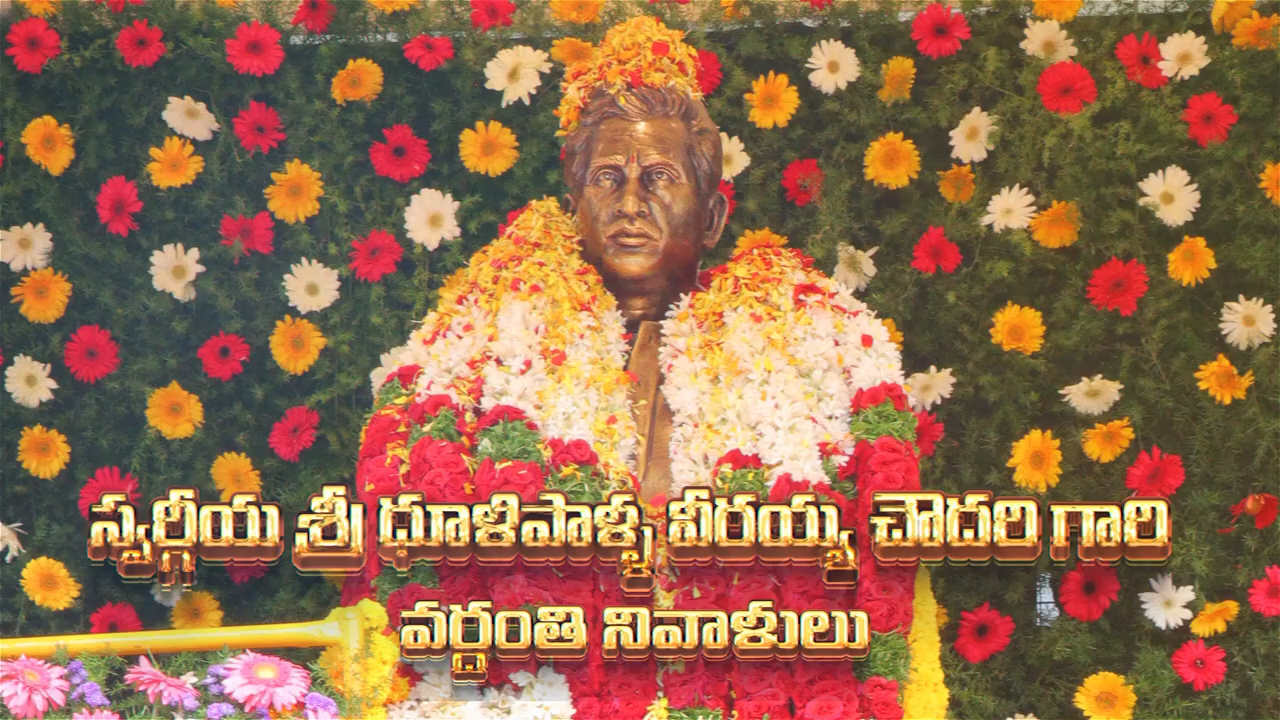 స్వర్గీయ శ్రీ ధూళిపాళ్ళ వీరయ్య చౌదరి గారి
వర్ధంతి నివాళులు